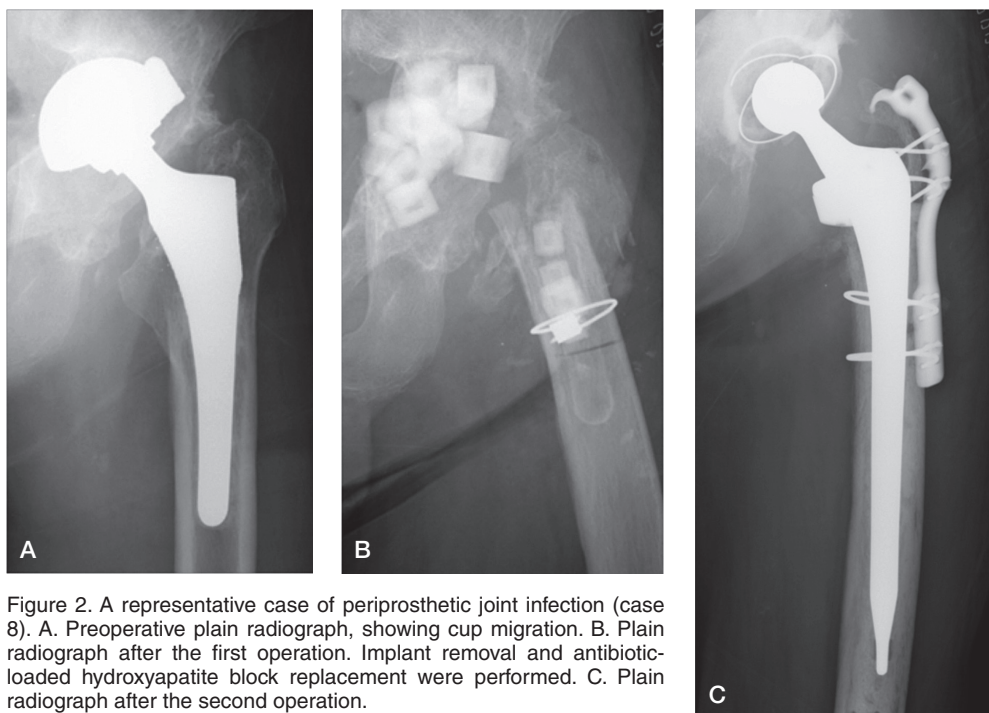 A
B
C
Figure 2. A representative case of periprosthetic joint infection (case
8). A. Preoperative plain radiograph, showing cup migration. B. Plain
radiograph after the first operation. Implant removal and antibiotic-
loaded hydroxyapatite block replacement were performed. C. Plain
radiograph after the second operation.